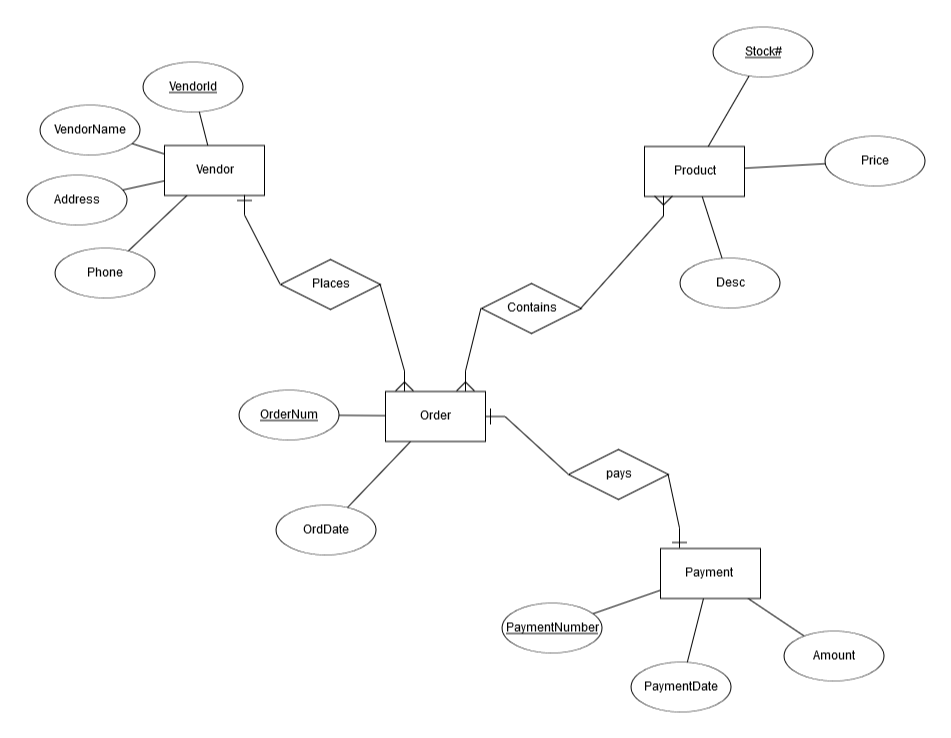 Stock#
VendorId
VendorName
Vendor
Product
Price
Address
Phone
Places
Desc
Contains
OrderNum
Order
pays
OrdDate
Payment
PaymentNumber
Amount
PaymentDate